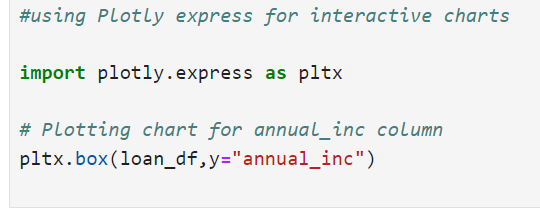 #using Plotly express for interactive charts
import plotly.express as pltx
# Plotting chart for annual_inc column
pltx.box(loan_df,y="annual_inc")